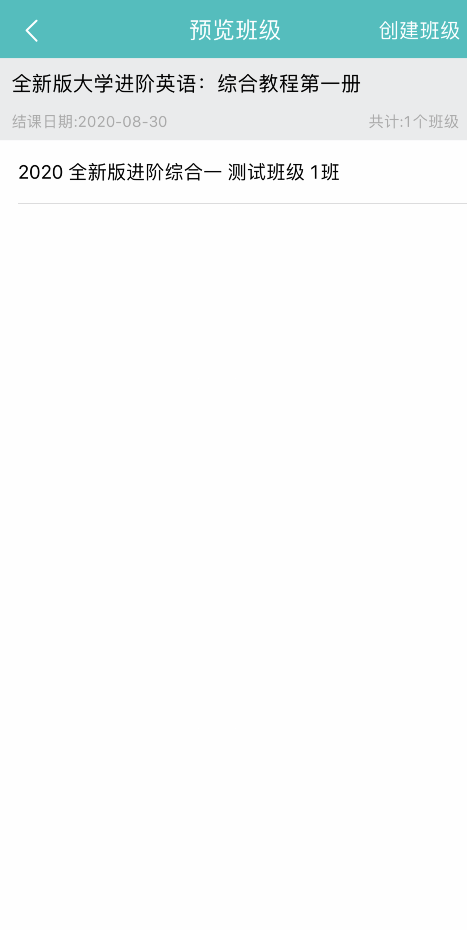 预览班级
创建班级
全新版大学进阶英语：综合教程第一册
结课日期:2020-08-30
共计:1个班级
2020 全新版进阶综合一 测试班级 1班